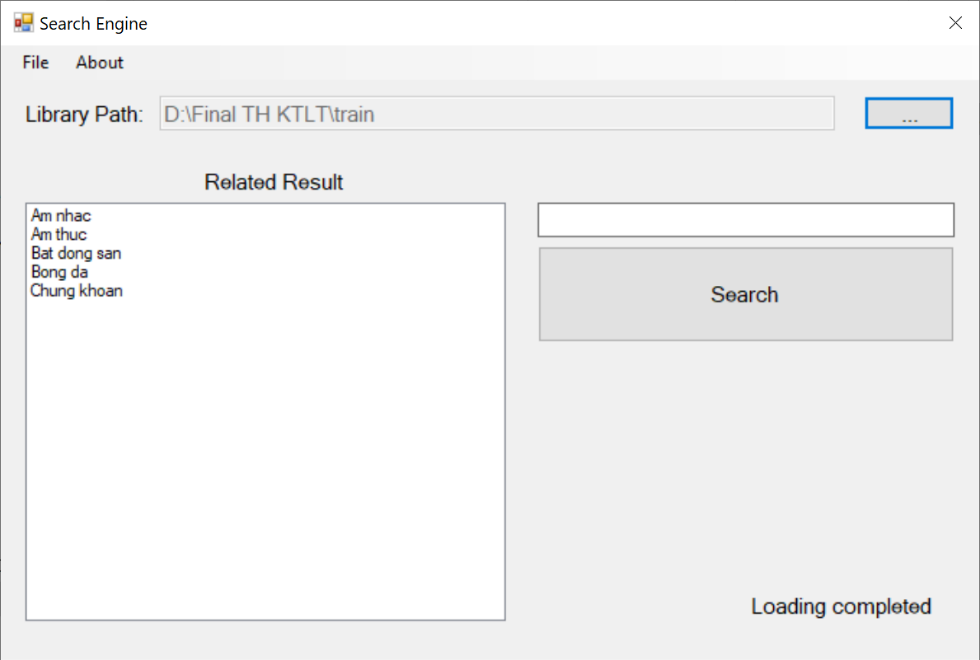 Search Engine
File About
Library Path: D:\Final TH KTLT\train ...
Related Result
Am nhac
Am thuc
Bat dong san
Bong da
Chung khoan
Search
Loading completed